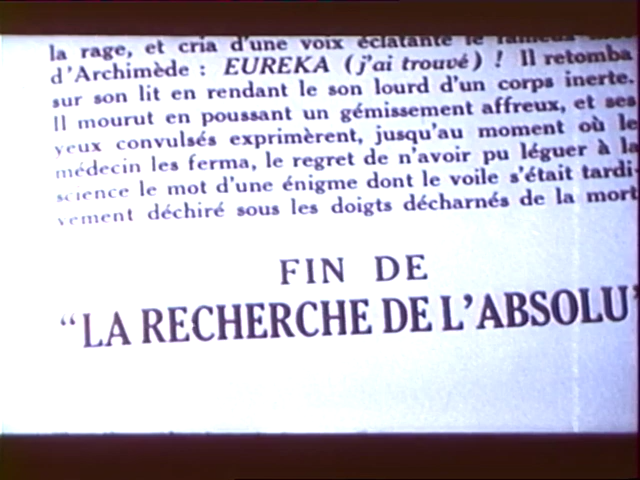 la rage, et cria d'une voix éclatante le fameux mot
d'Archimède : EUREKA (j'ai trouvé) ! Il retomba
sur son lit en rendant le son lourd d'un corps inerte.
Il mourut en poussant un gémissement affreux, et ses
yeux convulsés exprimèrent, jusqu'au moment où le
médecin les ferma, le regret de n'avoir pu léguer à la
science le mot d'une énigme dont le voile s'était tardi-
vement déchiré sous les doigts décharnés de la mort
FIN DE
"LA RECHERCHE DE L'ABSOLU"